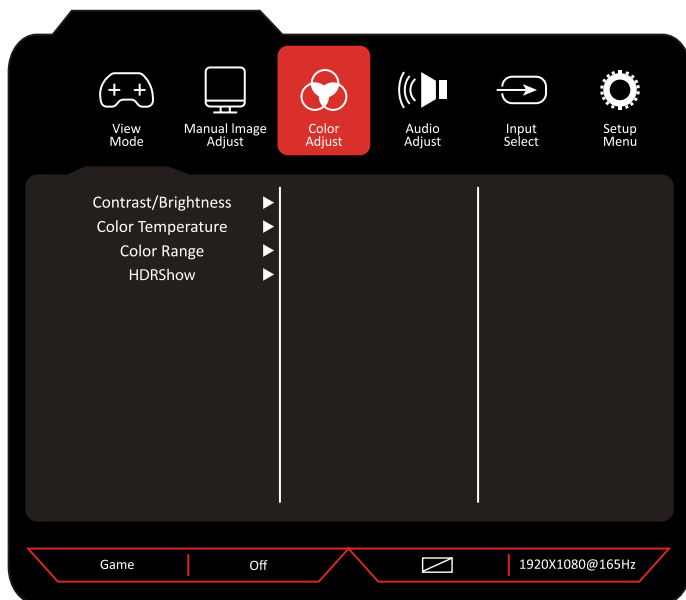 View
Mode
Manual Image
Adjust
Color
Adjust
Audio
Adjust
Input
Select
Setup
Menu
Contrast/Brightness
Color Temperature
Color Range
HDRShow
Game
Off
1920X1080@165Hz